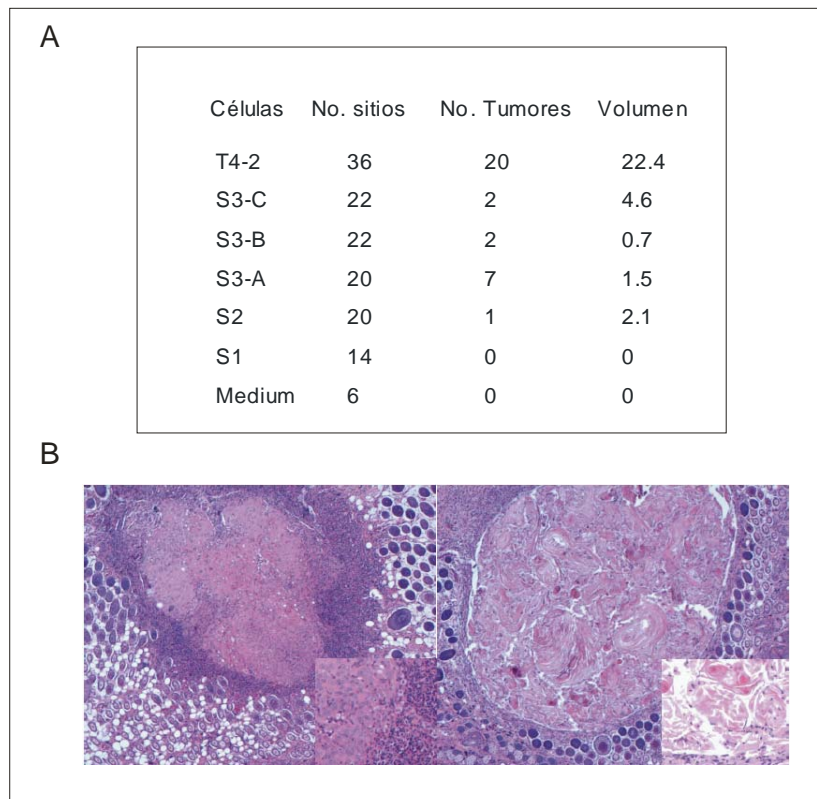 A
Células No. sitios No. Tumores Volumen
T4-2 36 20 22.4
S3-C 22 2 4.6
S3-B 22 2 0.7
S3-A 20 7 1.5
S2 20 1 2.1
S1 14 0 0
Medium 6 0 0
B